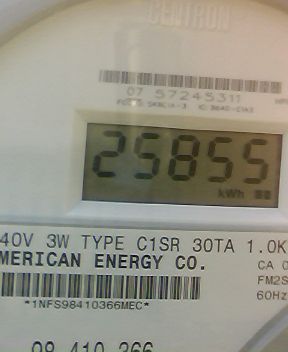 CENTRON
07 57245311
25855
kWh
40V 3W TYPE C1SR 30TA 1.0K
MERICAN ENERGY CO.
CA 0
FM2S
*1NFS98410366MEC*
60Hz
98 410 366